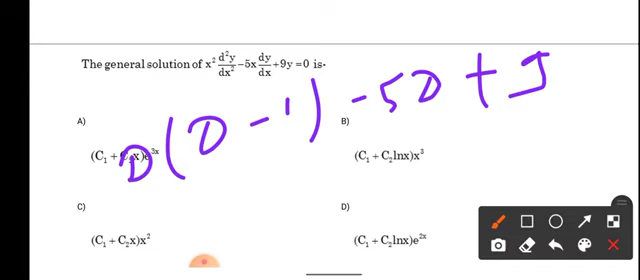 The general solution of x² d²y/dx² −5x dy/dx +9y = 0 is-
D(D − 1) − 5D + 9
A)
B)
(C₁ + C₂x)e³ˣ
(C₁ + C₂lnx)x³
C)
D)
(C₁ + C₂x)x²
(C₁ + C₂lnx)e²ˣ